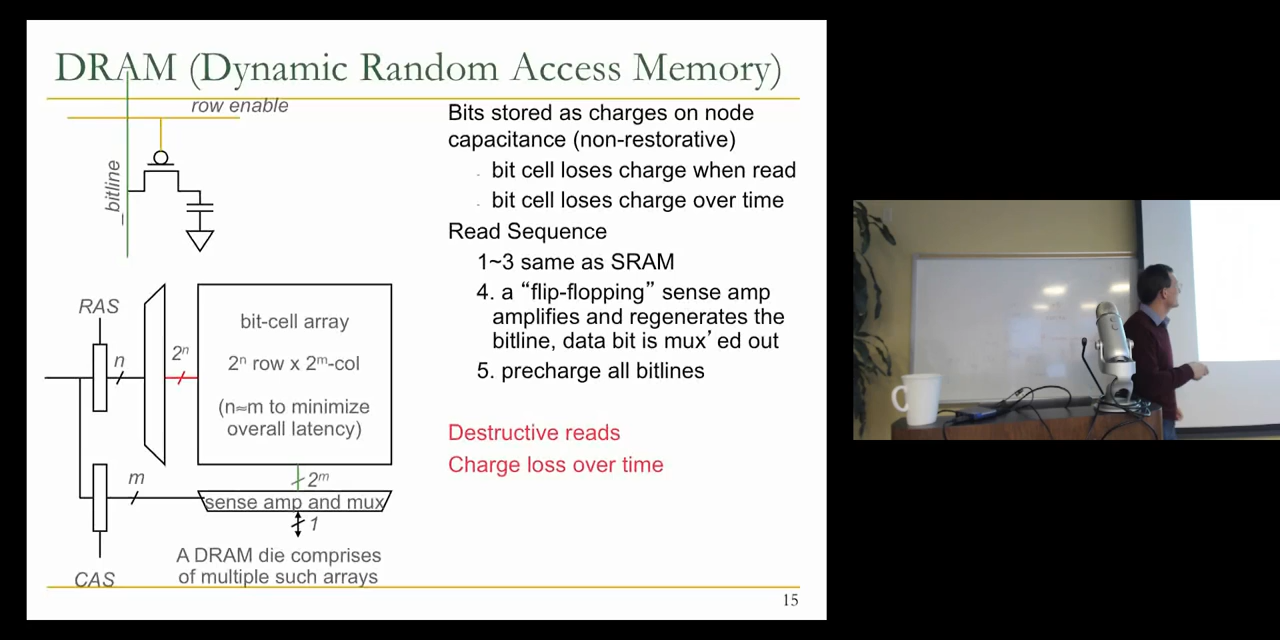 DRAM (Dynamic Random Access Memory)
row enable
_bitline
RAS
n
2ⁿ
bit-cell array
2ⁿ row x 2ᵐ-col
(n≈m to minimize
overall latency)
m
2ᵐ
sense amp and mux
1
A DRAM die comprises
of multiple such arrays
CAS
Bits stored as charges on node
capacitance (non-restorative)
- bit cell loses charge when read
- bit cell loses charge over time
Read Sequence
1~3 same as SRAM
4. a “flip-flopping” sense amp
amplifies and regenerates the
bitline, data bit is mux’ed out
5. precharge all bitlines
Destructive reads
Charge loss over time
15